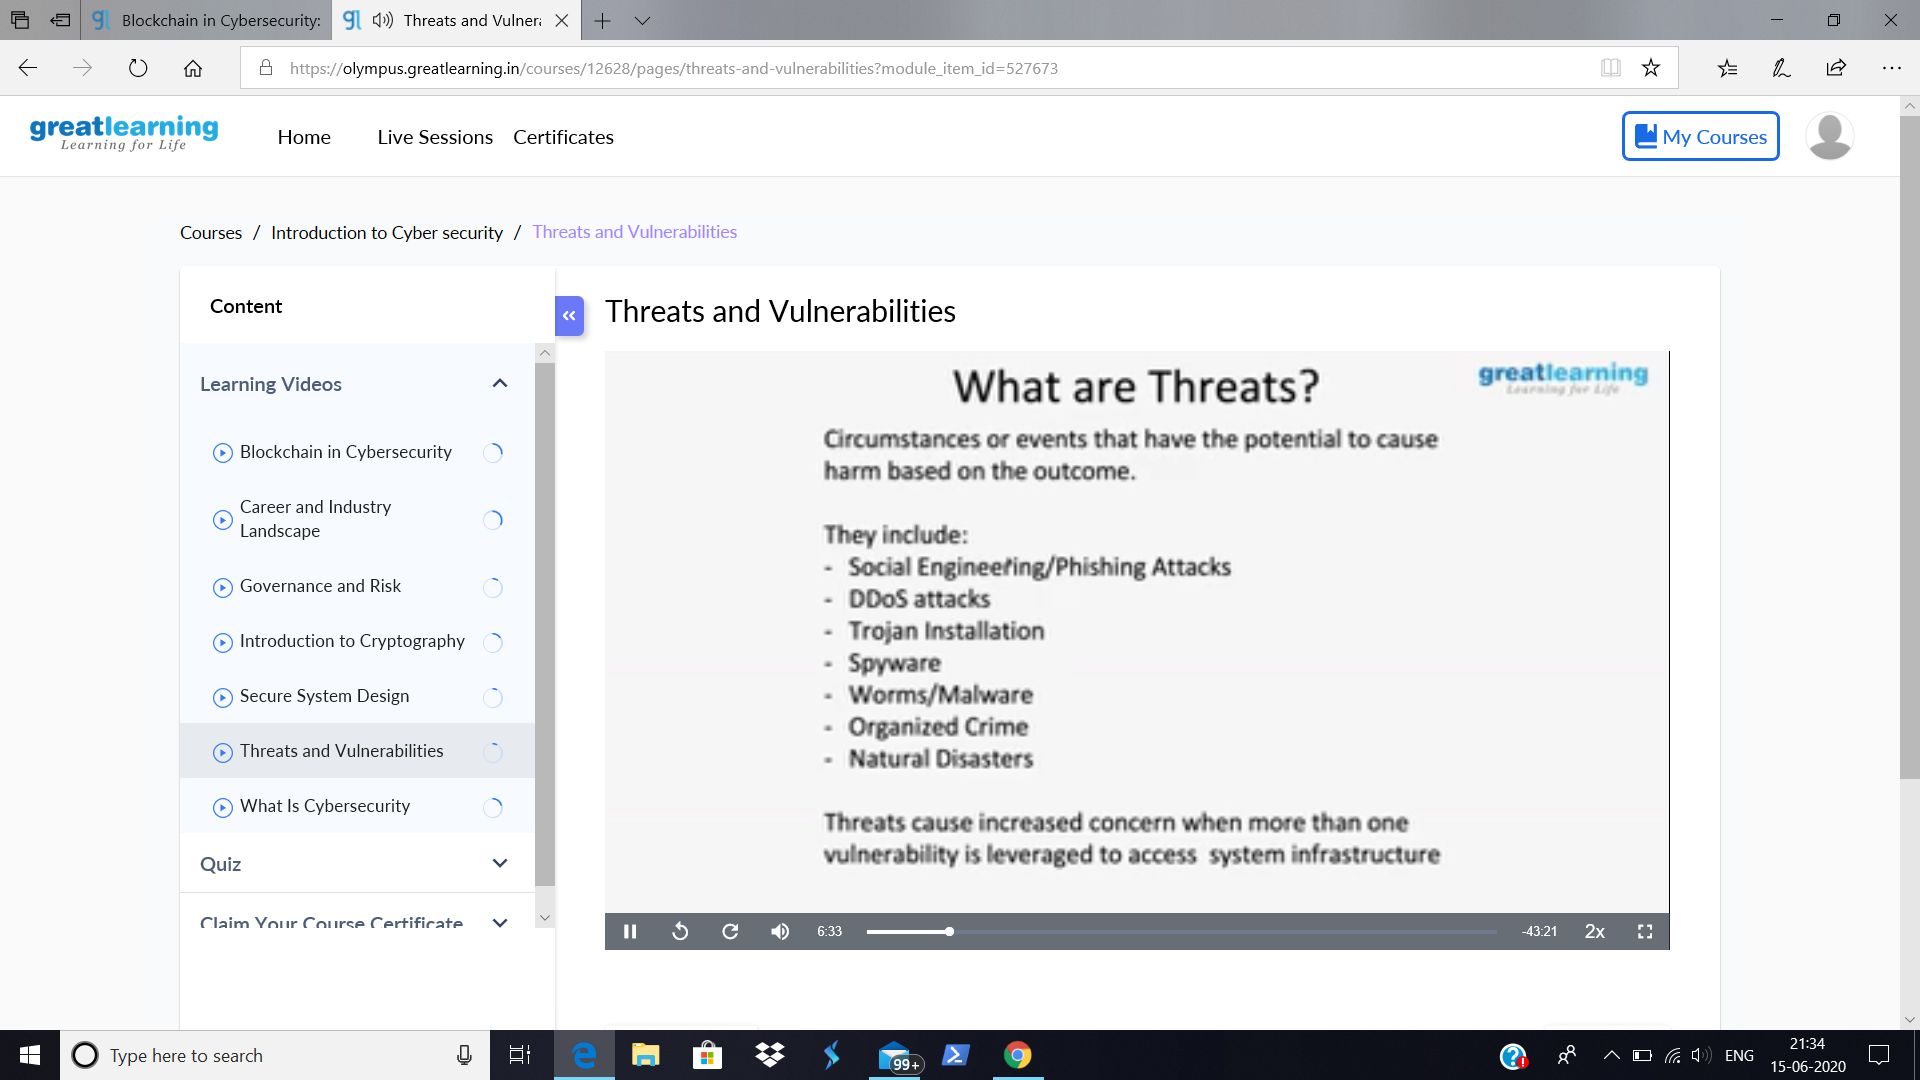 Blockchain in Cybersecurity:
Threats and Vulnera
https://olympus.greatlearning.in/courses/12628/pages/threats-and-vulnerabilities?module_item_id=527673
greatlearning
Learning for Life
Home
Live Sessions
Certificates
My Courses
Courses / Introduction to Cyber security / Threats and Vulnerabilities
Content
Learning Videos
Blockchain in Cybersecurity
Career and Industry
Landscape
Governance and Risk
Introduction to Cryptography
Secure System Design
Threats and Vulnerabilities
What Is Cybersecurity
Quiz
Claim Your Course Certificate
«
Threats and Vulnerabilities
What are Threats?
greatlearning
Learning for Life
Circumstances or events that have the potential to cause
harm based on the outcome.
They include:
- Social Engineering/Phishing Attacks
- DDoS attacks
- Trojan Installation
- Spyware
- Worms/Malware
- Organized Crime
- Natural Disasters
Threats cause increased concern when more than one
vulnerability is leveraged to access system infrastructure
6:33
-43:21
2x
Type here to search
99+
ENG
21:34
15-06-2020